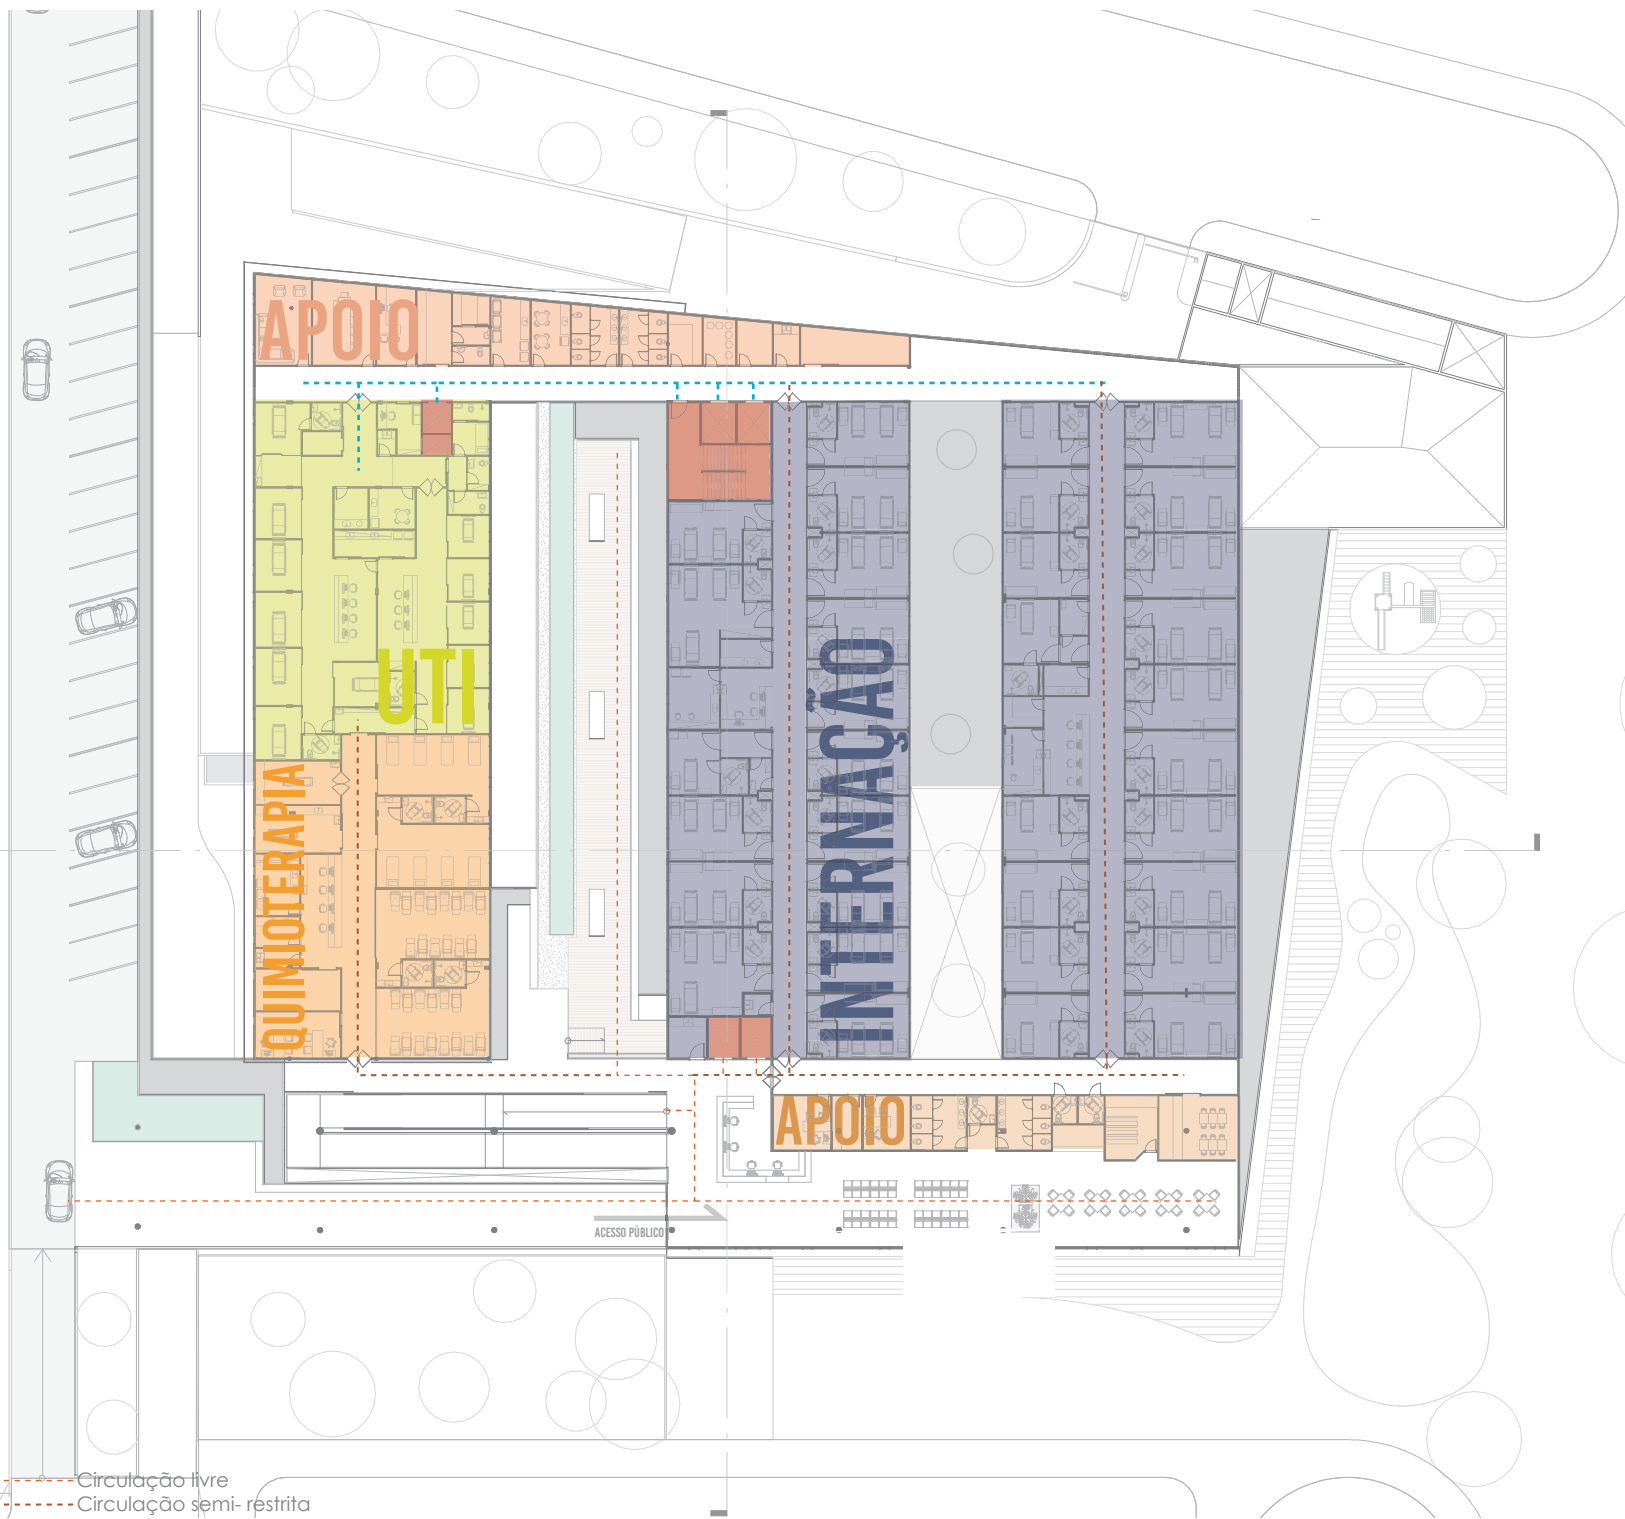 APOIO
UTI
QUIMIOTERAPIA
INTERNAÇÃO
APOIO
ACESSO PÚBLICO
Circulação livre
Circulação semi- restrita